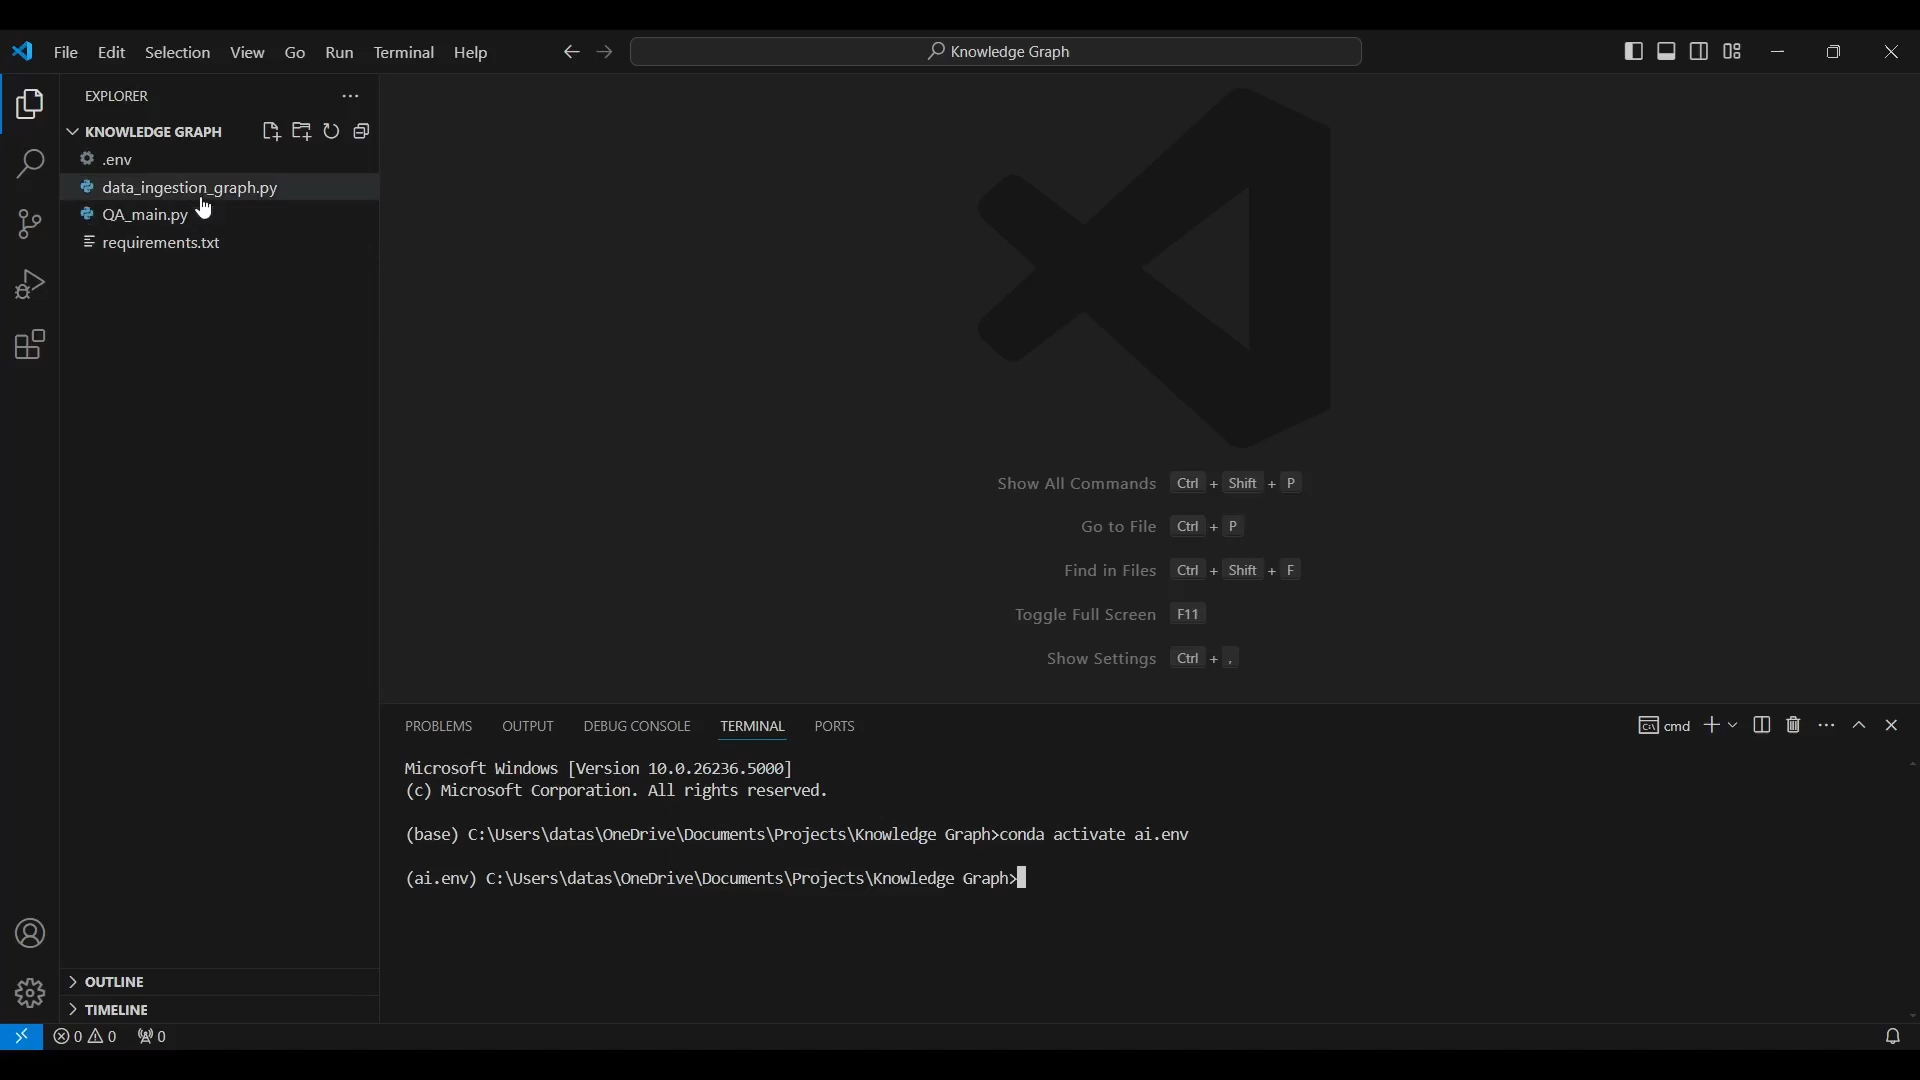 File Edit Selection View Go Run Terminal Help
Knowledge Graph
EXPLORER
KNOWLEDGE GRAPH
.env
data_ingestion_graph.py
QA_main.py
requirements.txt
Show All Commands Ctrl + Shift + P
Go to File Ctrl + P
Find in Files Ctrl + Shift + F
Toggle Full Screen F11
Show Settings Ctrl + ,
PROBLEMS OUTPUT DEBUG CONSOLE TERMINAL PORTS
cmd
Microsoft Windows [Version 10.0.26236.5000]
(c) Microsoft Corporation. All rights reserved.
(base) C:\Users\datas\OneDrive\Documents\Projects\Knowledge Graph>conda activate ai.env
(ai.env) C:\Users\datas\OneDrive\Documents\Projects\Knowledge Graph>
OUTLINE
TIMELINE
0 0 0